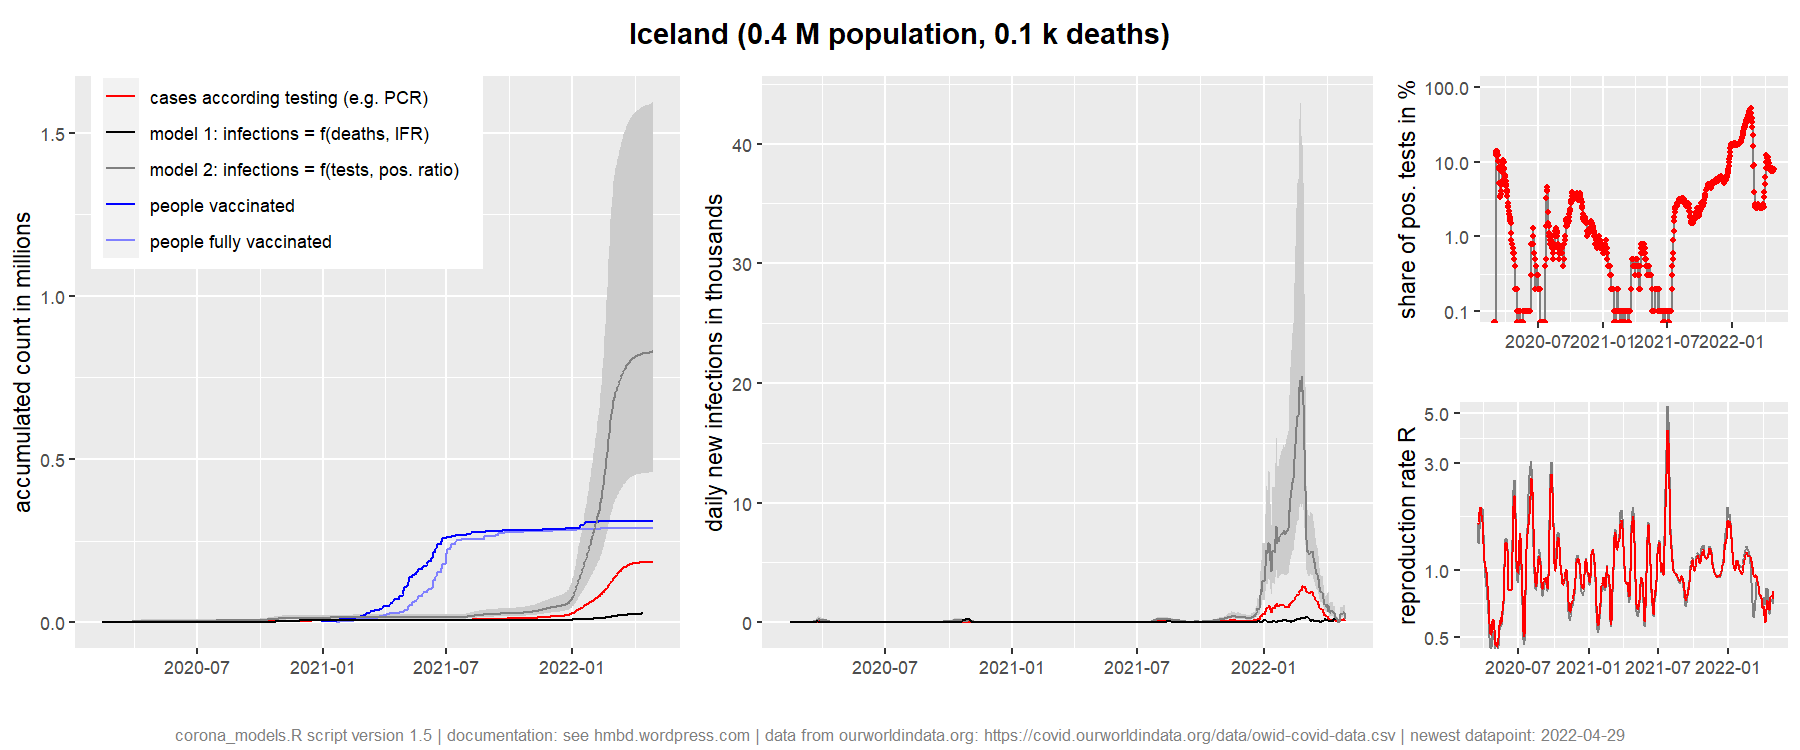 Iceland (0.4 M population, 0.1 k deaths)
accumulated count in millions
1.5
1.0
0.5
0.0
cases according testing (e.g. PCR)
model 1: infections = f(deaths, IFR)
model 2: infections = f(tests, pos. ratio)
people vaccinated
people fully vaccinated
2020-07 2021-01 2021-07 2022-01
daily new infections in thousands
40
30
20
10
0
2020-07 2021-01 2021-07 2022-01
share of pos. tests in %
100.0
10.0
1.0
0.1
2020-07 2021-01 2021-07 2022-01
reproduction rate R
5.0
3.0
1.0
0.5
2020-07 2021-01 2021-07 2022-01
corona_models.R script version 1.5 | documentation: see hmbd.wordpress.com | data from ourworldindata.org: https://covid.ourworldindata.org/data/owid-covid-data.csv | newest datapoint: 2022-04-29